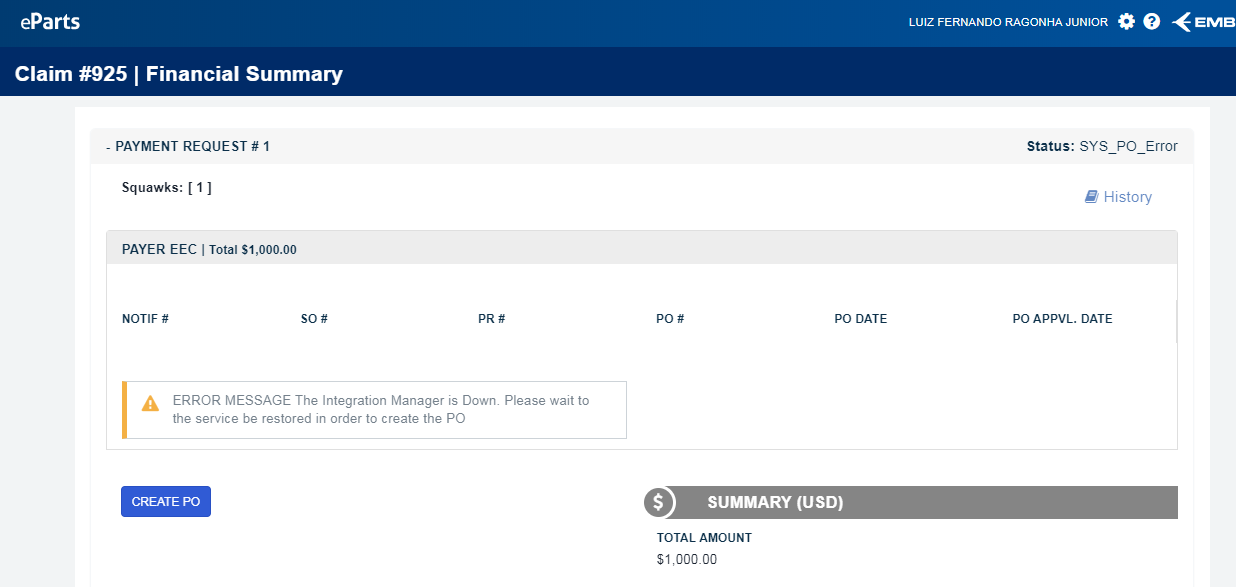 eParts
LUIZ FERNANDO RAGONHA JUNIOR
EMB
Claim #925 | Financial Summary
- PAYMENT REQUEST # 1
Status: SYS_PO_Error
Squawks: [ 1 ]
History
PAYER EEC | Total $1,000.00
NOTIF # SO # PR # PO # PO DATE PO APPVL. DATE
ERROR MESSAGE The Integration Manager is Down. Please wait to
the service be restored in order to create the PO
CREATE PO
$ SUMMARY (USD)
TOTAL AMOUNT
$1,000.00